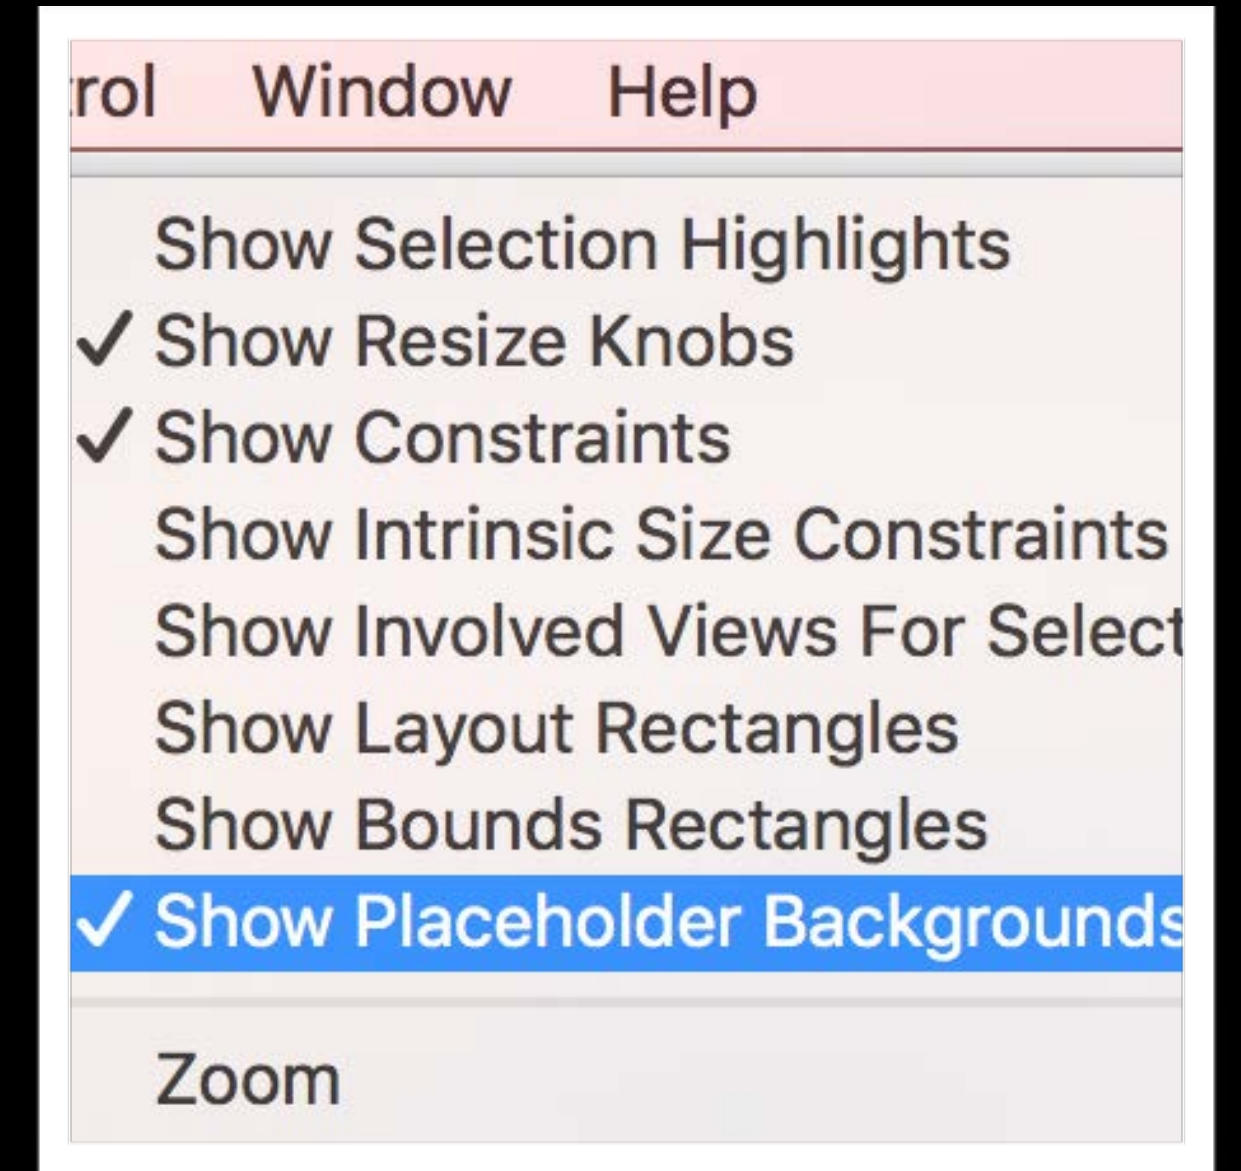 rol Window Help
Show Selection Highlights
✓ Show Resize Knobs
✓ Show Constraints
Show Intrinsic Size Constraints
Show Involved Views For Select
Show Layout Rectangles
Show Bounds Rectangles
✓ Show Placeholder Backgrounds
Zoom